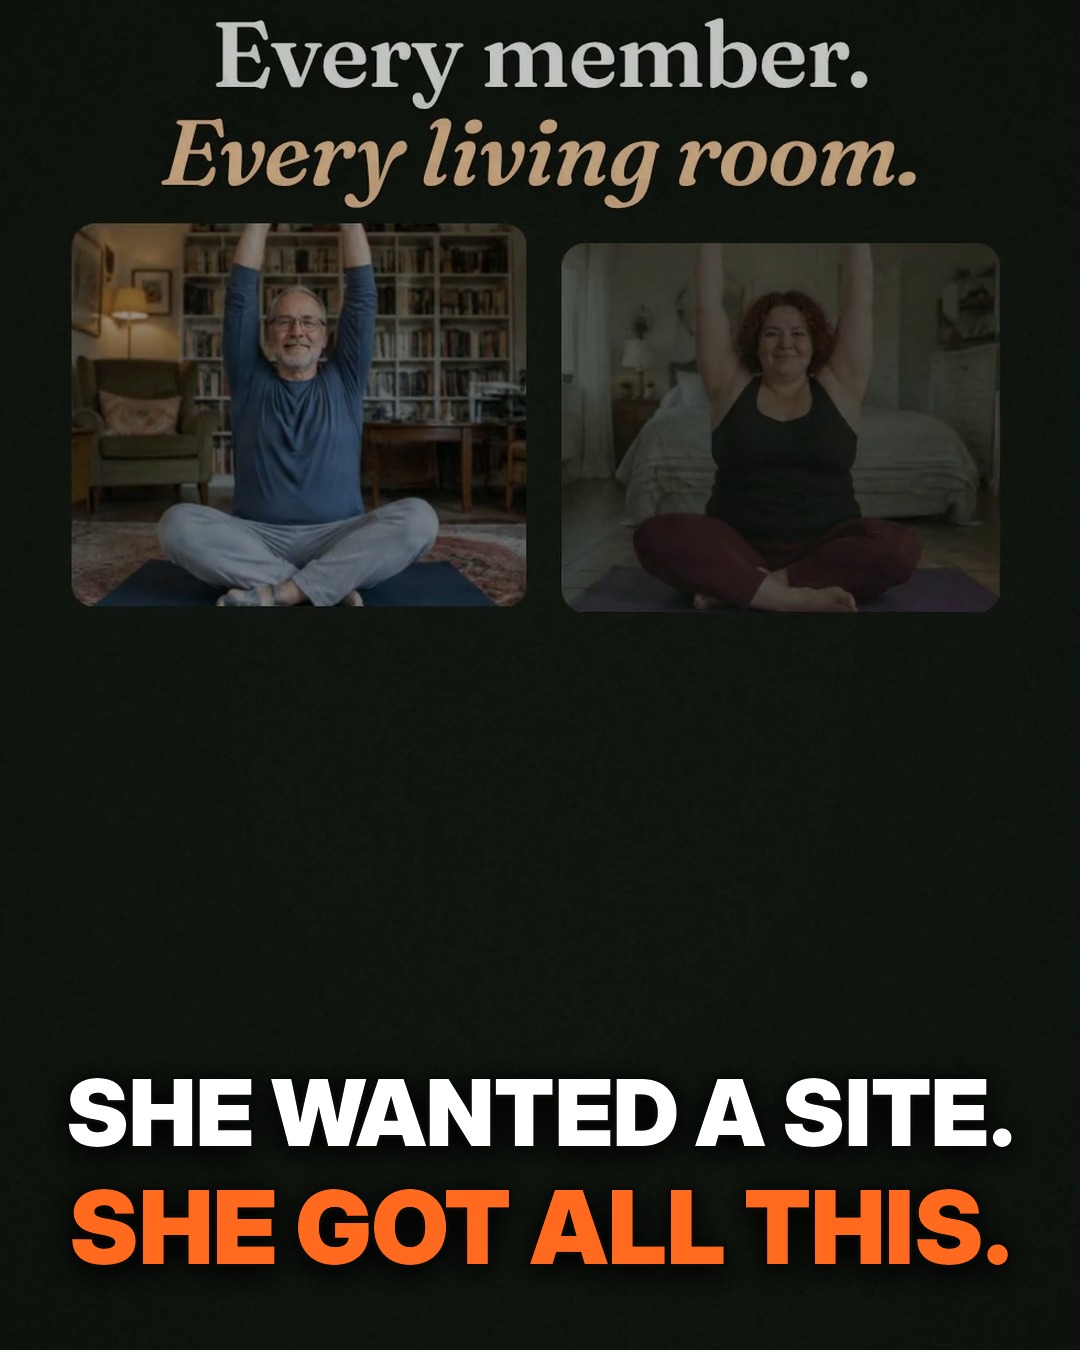 Every member.
Every living room.
SHE WANTED A SITE.
SHE GOT ALL THIS.